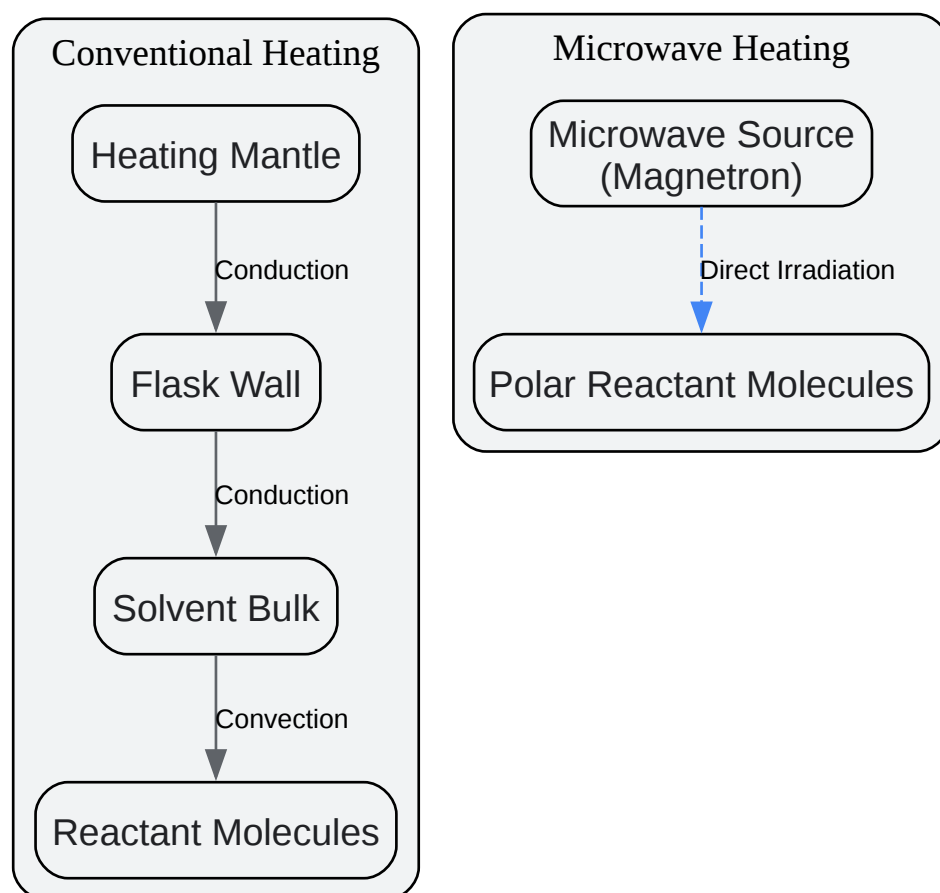 Conventional Heating
Heating Mantle
Conduction
Flask Wall
Conduction
Solvent Bulk
Convection
Reactant Molecules
Microwave Heating
Microwave Source
(Magnetron)
Direct Irradiation
Polar Reactant Molecules